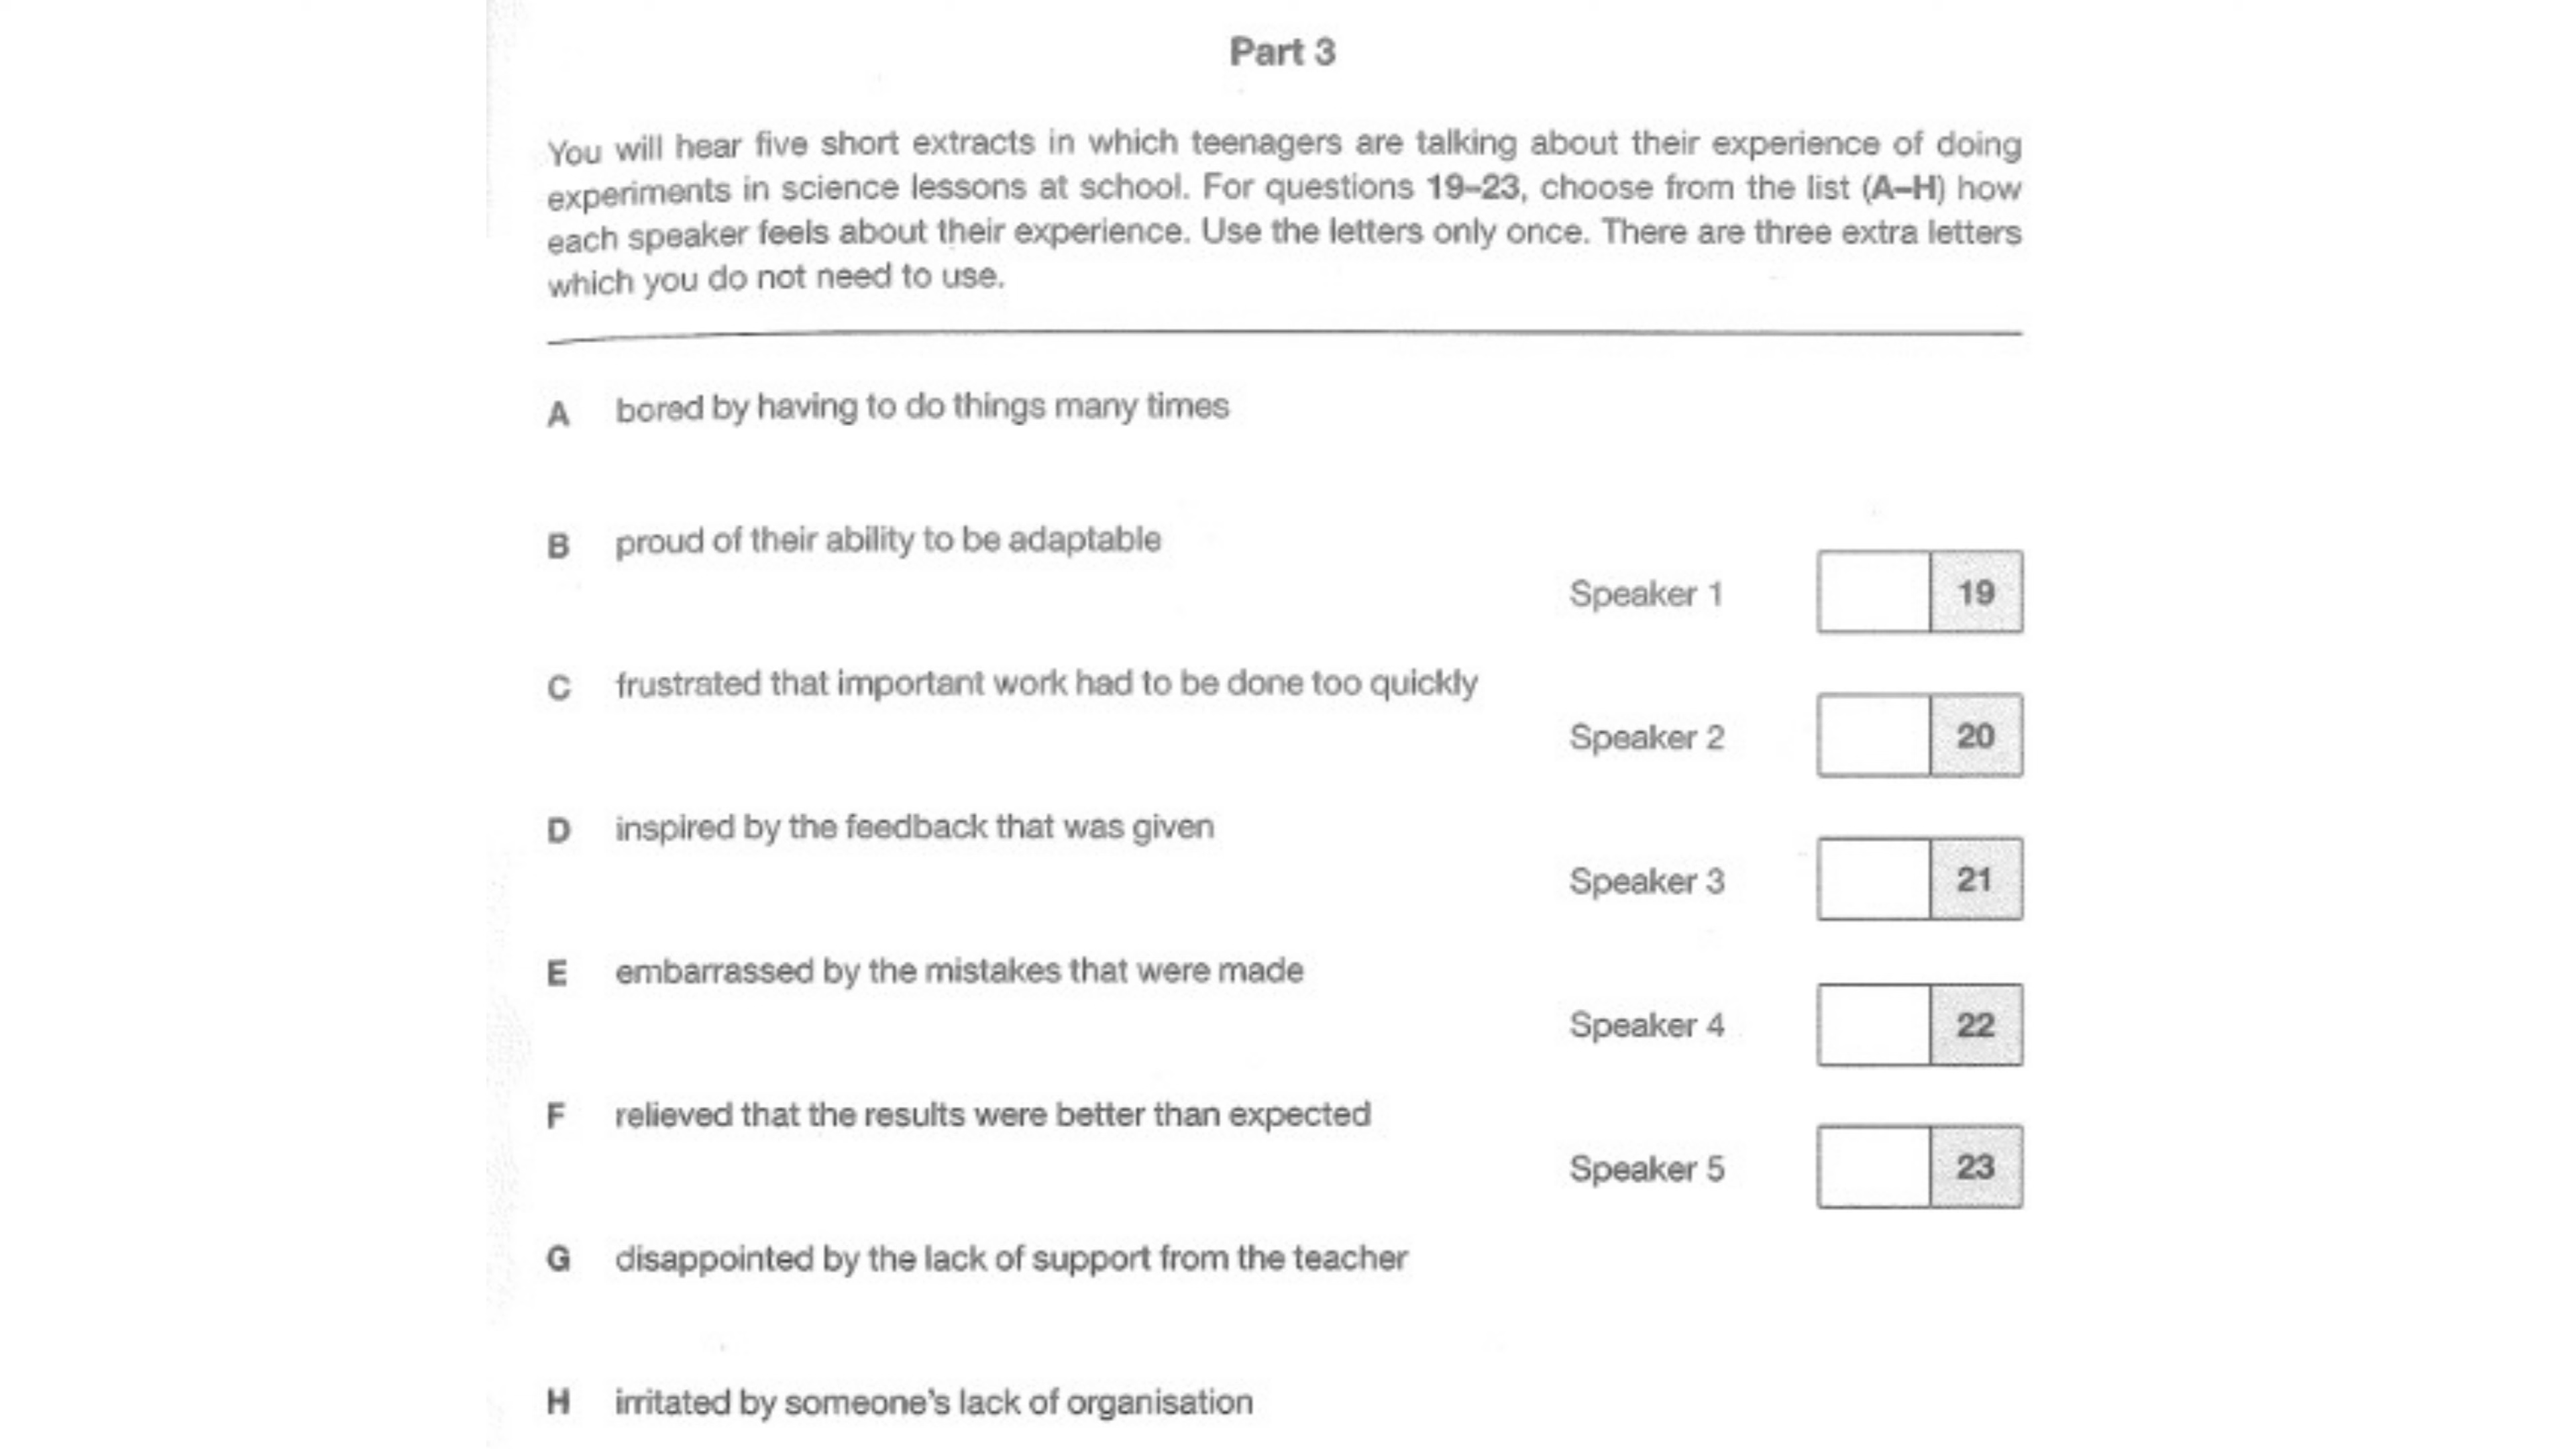 Part 3
You will hear five short extracts in which teenagers are talking about their experience of doing
experiments in science lessons at school. For questions 19–23, choose from the list (A–H) how
each speaker feels about their experience. Use the letters only once. There are three extra letters
which you do not need to use.
A bored by having to do things many times
B proud of their ability to be adaptable
Speaker 1 19
C frustrated that important work had to be done too quickly
Speaker 2 20
D inspired by the feedback that was given
Speaker 3 21
E embarrassed by the mistakes that were made
Speaker 4 22
F relieved that the results were better than expected
Speaker 5 23
G disappointed by the lack of support from the teacher
H irritated by someone's lack of organisation